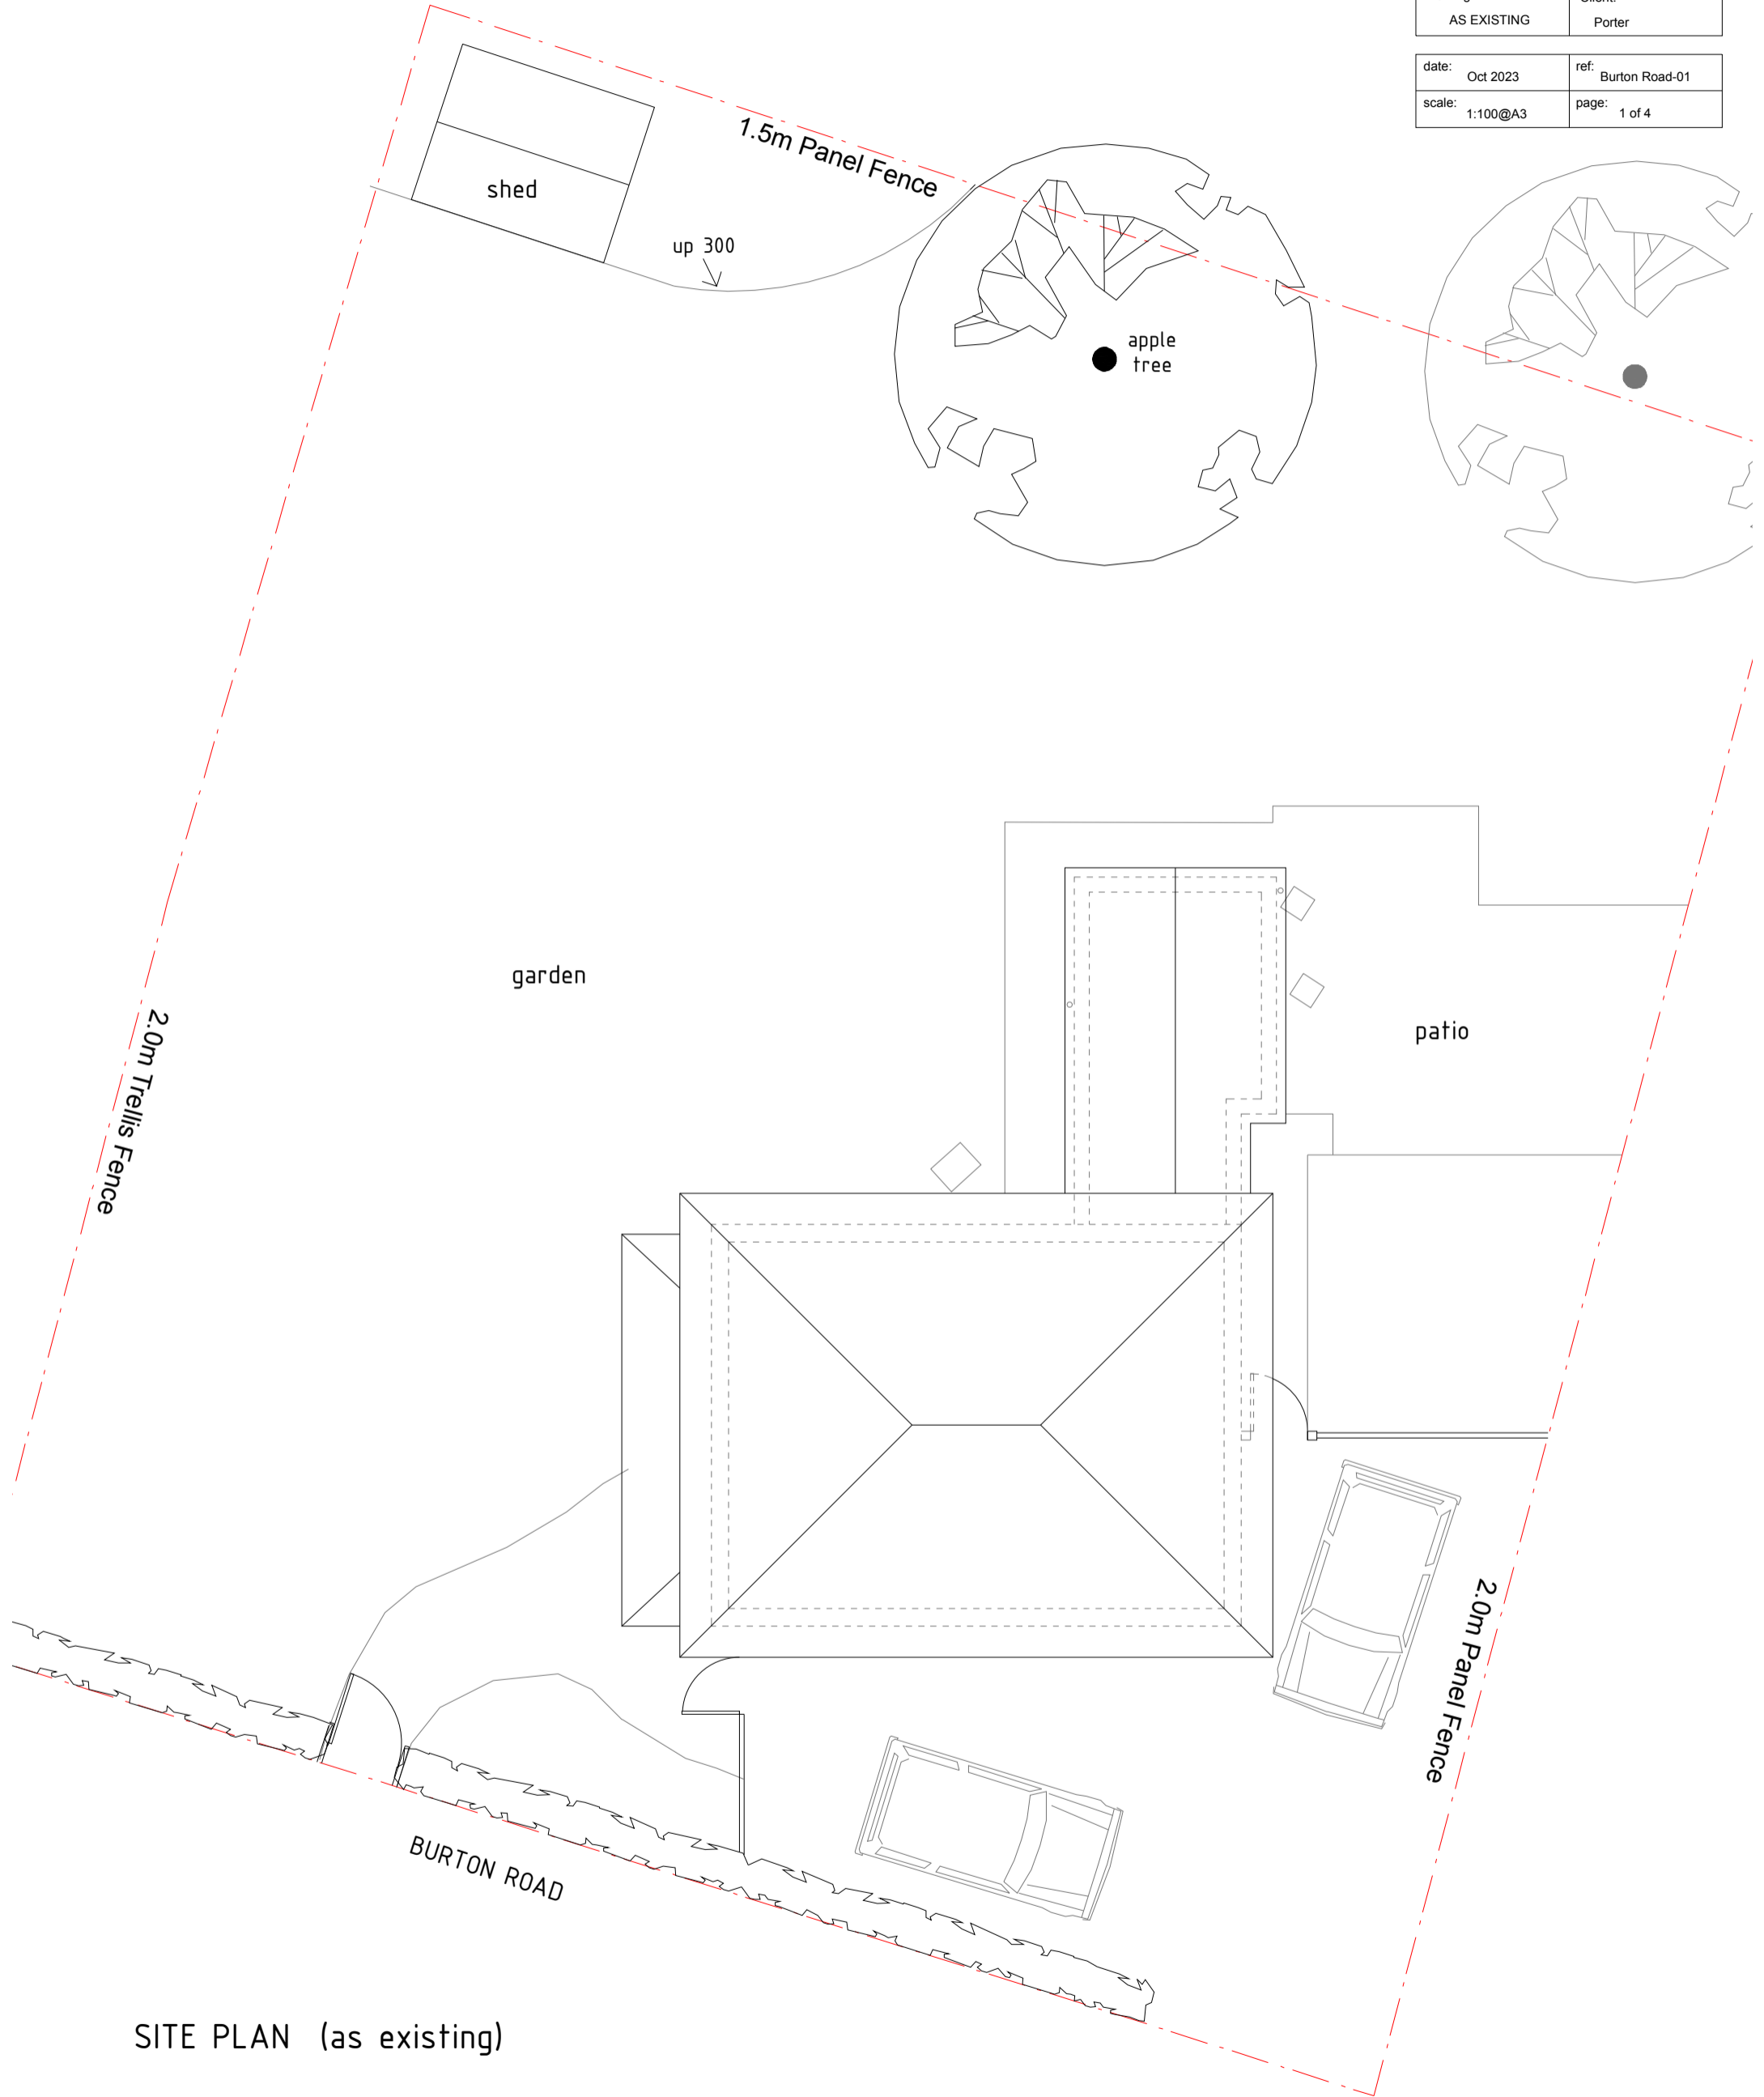 Client:
AS EXISTING
Porter
date:
Oct 2023
ref:
Burton Road-01
scale:
1:100@A3
page:
1 of 4
1.5m Panel Fence
shed
up 300
apple
tree
garden
patio
2.0m Trellis Fence
2.0m Panel Fence
BURTON ROAD
SITE PLAN (as existing)